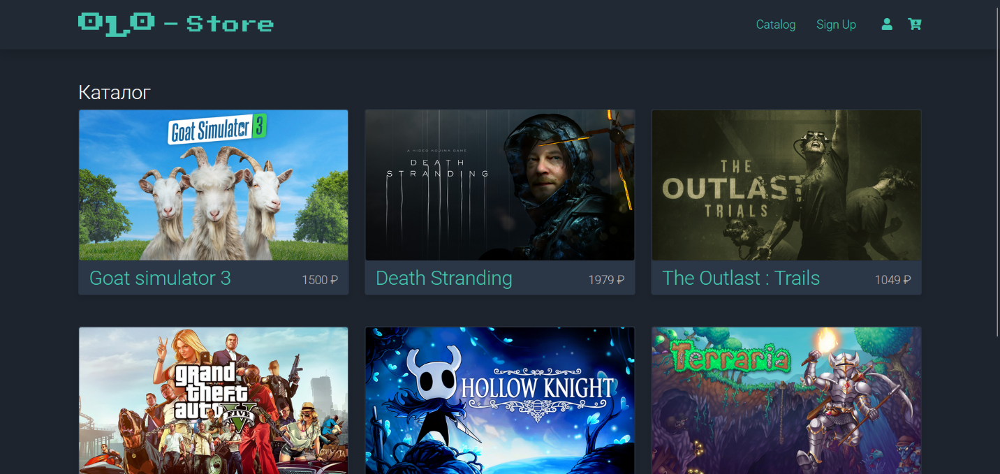 OLO - Store
Catalog Sign Up
Каталог
Goat Simulator 3
A HIDEO KOJIMA GAME
DEATH
STRANDING
THE
OUTLAST
TRIALS
Goat simulator 3 1500 ₽
Death Stranding 1979 ₽
The Outlast : Trails 1049 ₽
grand
theft
auto
FIVE
HOLLOW KNIGHT
Terraria